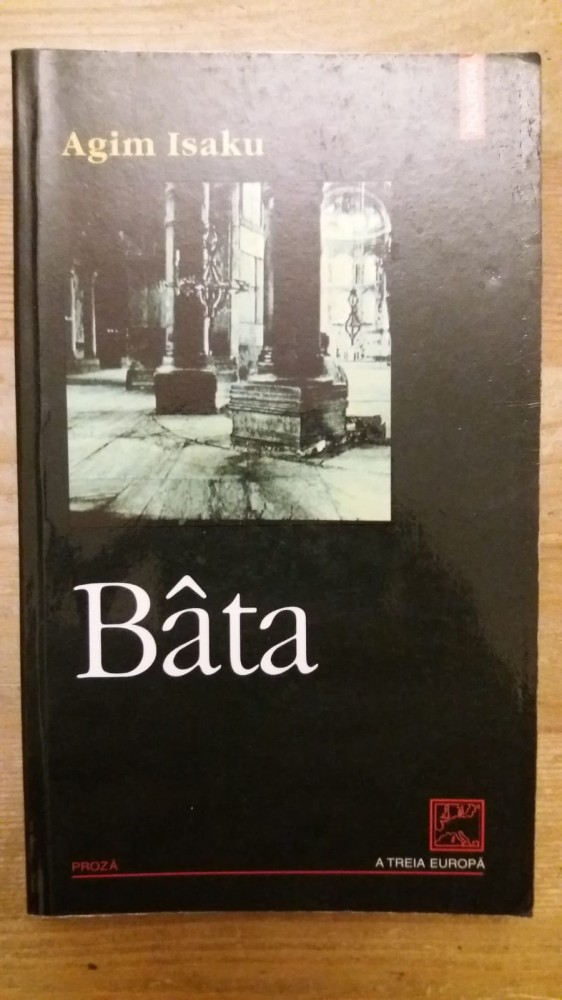 Agim Isaku
Bâta
PROZĂ
A TREIA EUROPĂ